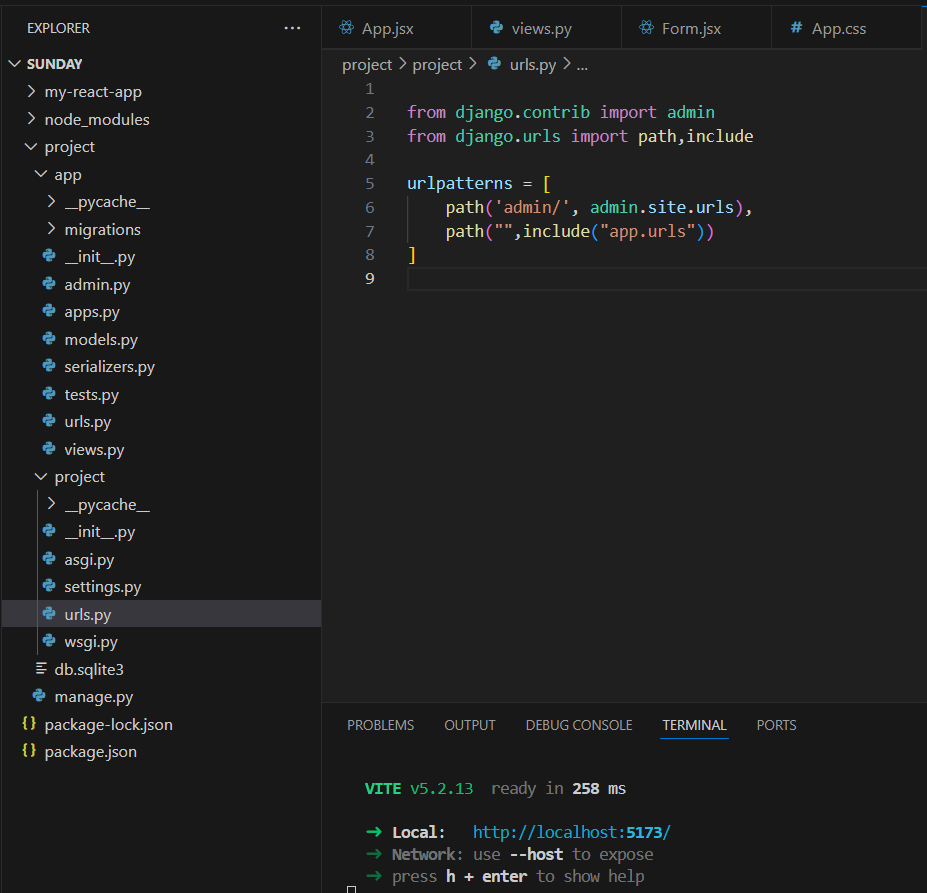 EXPLORER
SUNDAY
my-react-app
node_modules
project
app
__pycache__
migrations
__init__.py
admin.py
apps.py
models.py
serializers.py
tests.py
urls.py
views.py
project
__pycache__
__init__.py
asgi.py
settings.py
urls.py
wsgi.py
db.sqlite3
manage.py
{} package-lock.json
{} package.json
App.jsx views.py Form.jsx # App.css
project > project > urls.py > ...
1
2 from django.contrib import admin
3 from django.urls import path,include
4
5 urlpatterns = [
6     path('admin/', admin.site.urls),
7     path("",include("app.urls"))
8 ]
9
PROBLEMS OUTPUT DEBUG CONSOLE TERMINAL PORTS
VITE v5.2.13  ready in 258 ms
➜ Local:   http://localhost:5173/
➜ Network: use --host to expose
➜ press h + enter to show help